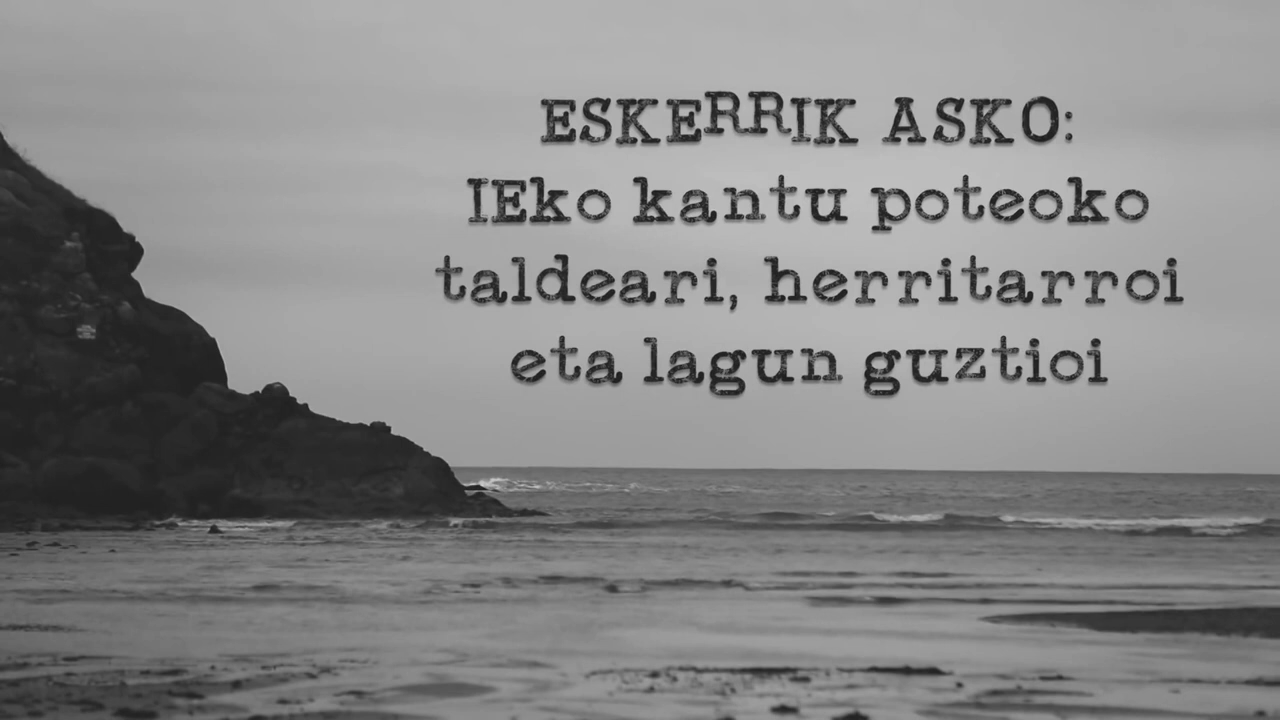 ESKERRIK ASKO:
IEko kantu poteoko
taldeari, herritarroi
eta lagun guztioi